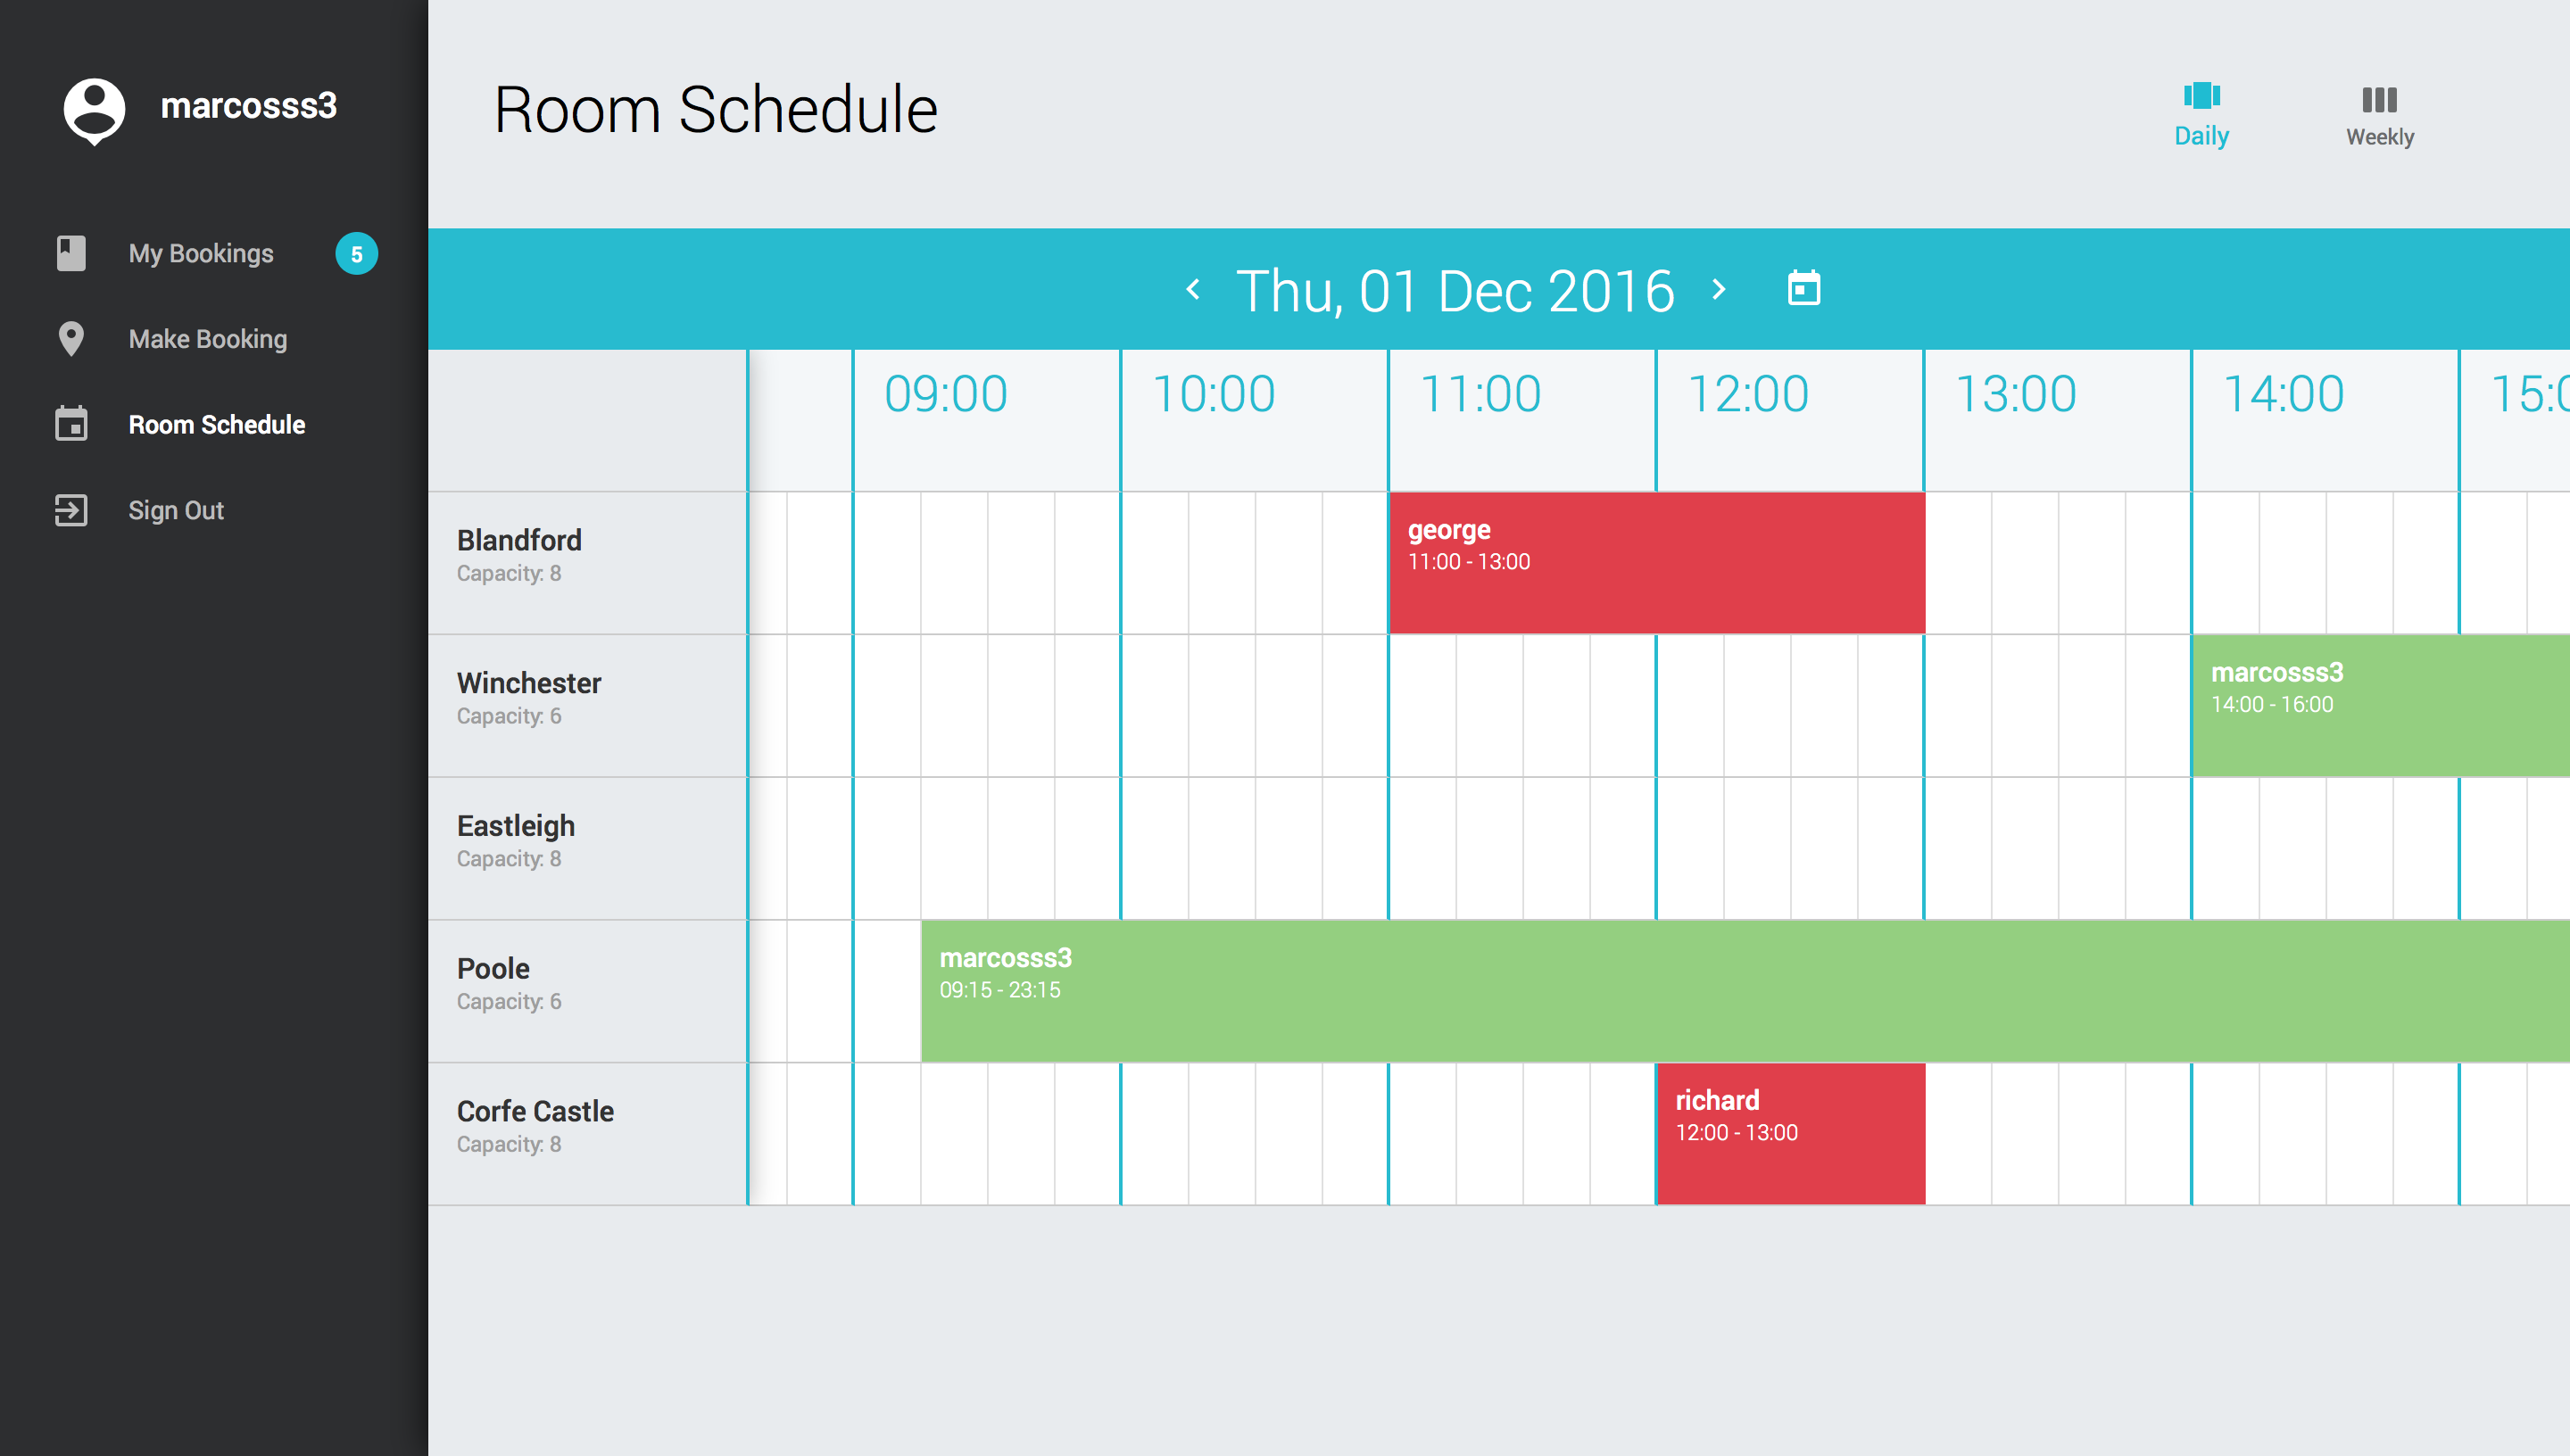 marcosss3
My Bookings 5
Make Booking
Room Schedule
Sign Out
Room Schedule
Daily
Weekly
Thu, 01 Dec 2016
09:00 10:00 11:00 12:00 13:00 14:00
Blandford
Capacity: 8
george
11:00 - 13:00
Winchester
Capacity: 6
marcosss3
14:00 - 16:00
Eastleigh
Capacity: 8
Poole
Capacity: 6
marcosss3
09:15 - 23:15
Corfe Castle
Capacity: 8
richard
12:00 - 13:00